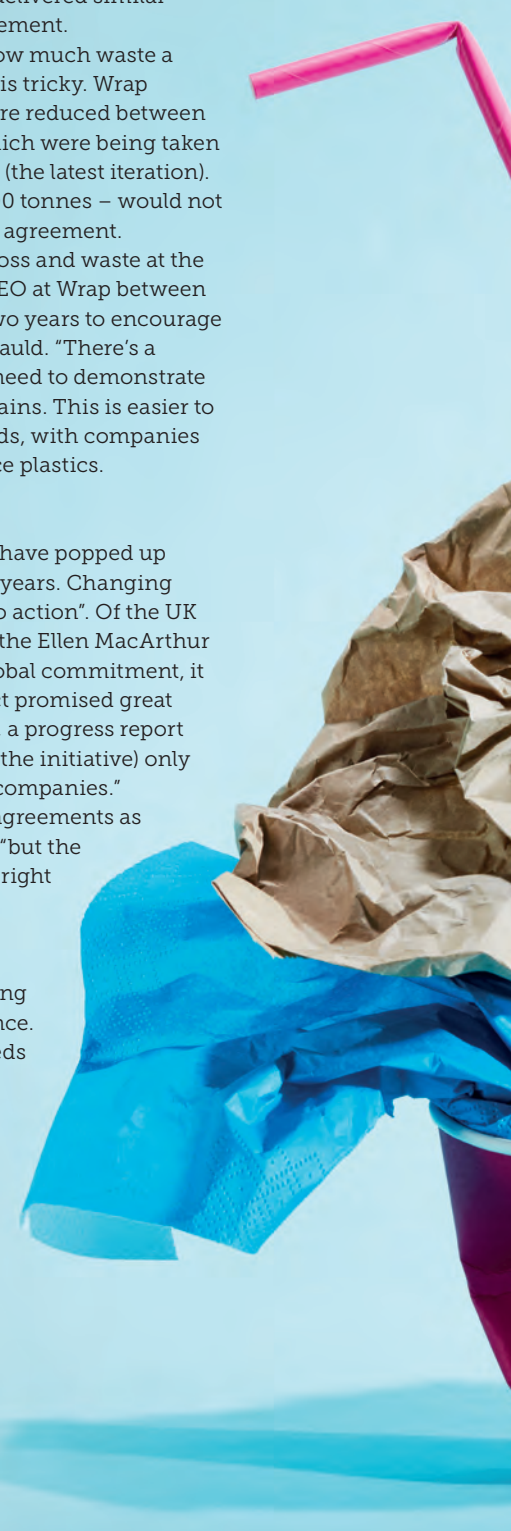 delivered similar
ement.
ow much waste a
is tricky. Wrap
re reduced between
ich were being taken
(the latest iteration).
0 tonnes – would not
agreement.
oss and waste at the
EO at Wrap between
wo years to encourage
auld. “There’s a
need to demonstrate
ains. This is easier to
ds, with companies
ce plastics.
have popped up
years. Changing
o action”. Of the UK
the Ellen MacArthur
obal commitment, it
ct promised great
a progress report
the initiative) only
companies.”
greements as
“but the
right
ng
nce.
eds